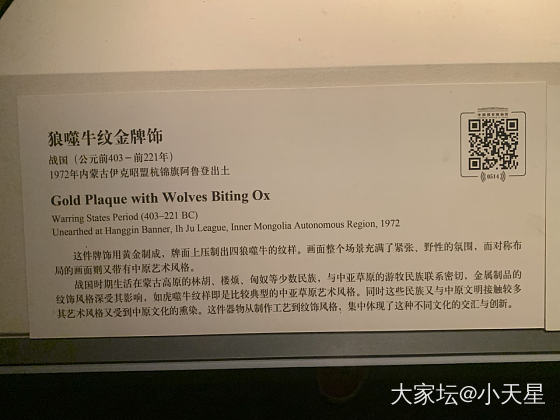 狼噬牛纹金牌饰
战国（公元前403－前221年）
1972年内蒙古伊克昭盟杭锦旗阿鲁登出土
Gold Plaque with Wolves Biting Ox
Warring States Period (403–221 BC)
Unearthed at Hanggin Banner, Ih Ju League, Inner Mongolia Autonomous Region, 1972
这件牌饰用黄金制成，牌面上压制出四狼噬牛的纹样。画面整个场景充满了紧张、野性的氛围，而对称布
局的画面则又带有中原艺术风格。
战国时期生活在蒙古高原的林胡、楼烦、匈奴等少数民族，与中亚草原的游牧民族联系密切，金属制品的
纹饰风格深受其影响，如虎噬牛纹样即是比较典型的中亚草原艺术风格。同时这些民族又与中原文明接触较多
其艺术风格又受到中原文化的熏染。这件器物从制作工艺到纹饰风格，集中体现了这种不同文化的交汇与创新。
0514
大家坛@小天星